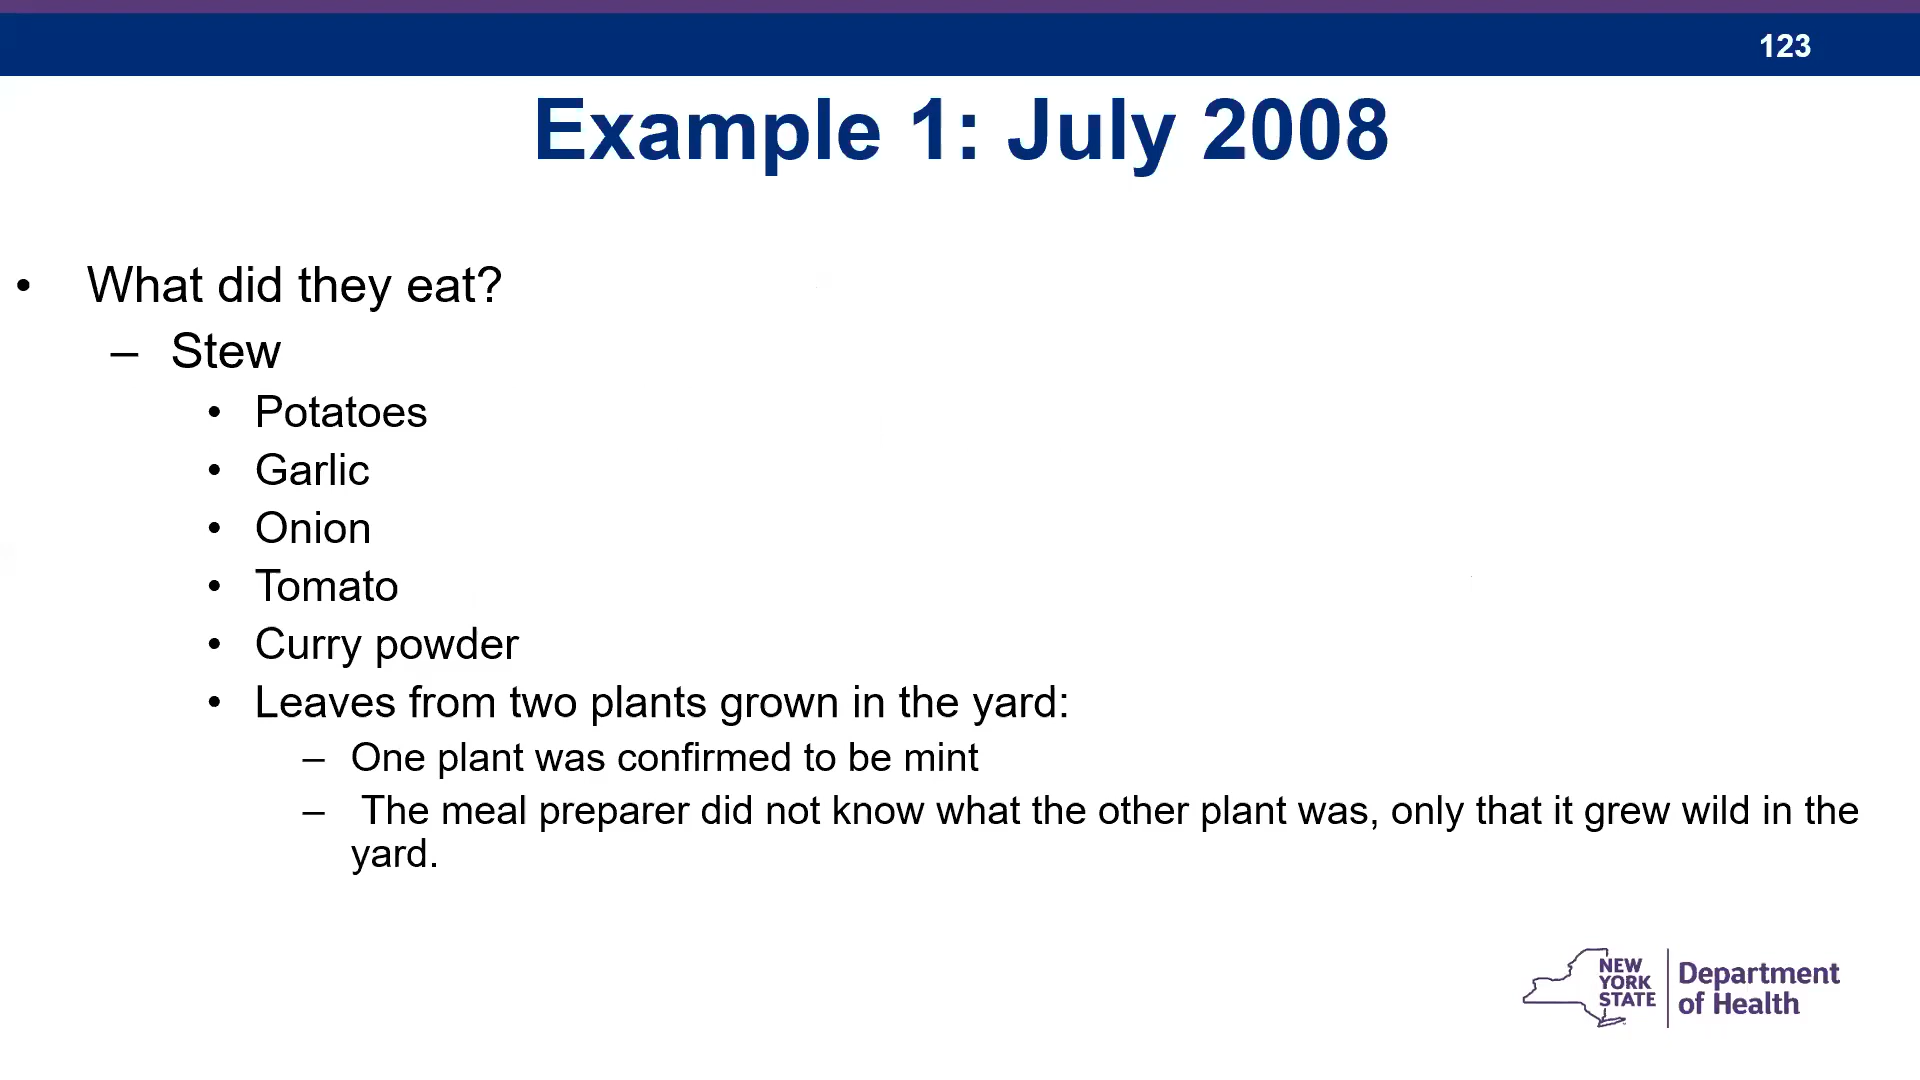 123
Example 1: July 2008
• What did they eat?
– Stew
• Potatoes
• Garlic
• Onion
• Tomato
• Curry powder
• Leaves from two plants grown in the yard:
– One plant was confirmed to be mint
– The meal preparer did not know what the other plant was, only that it grew wild in the
yard.
NEW
YORK
STATE
Department
of Health